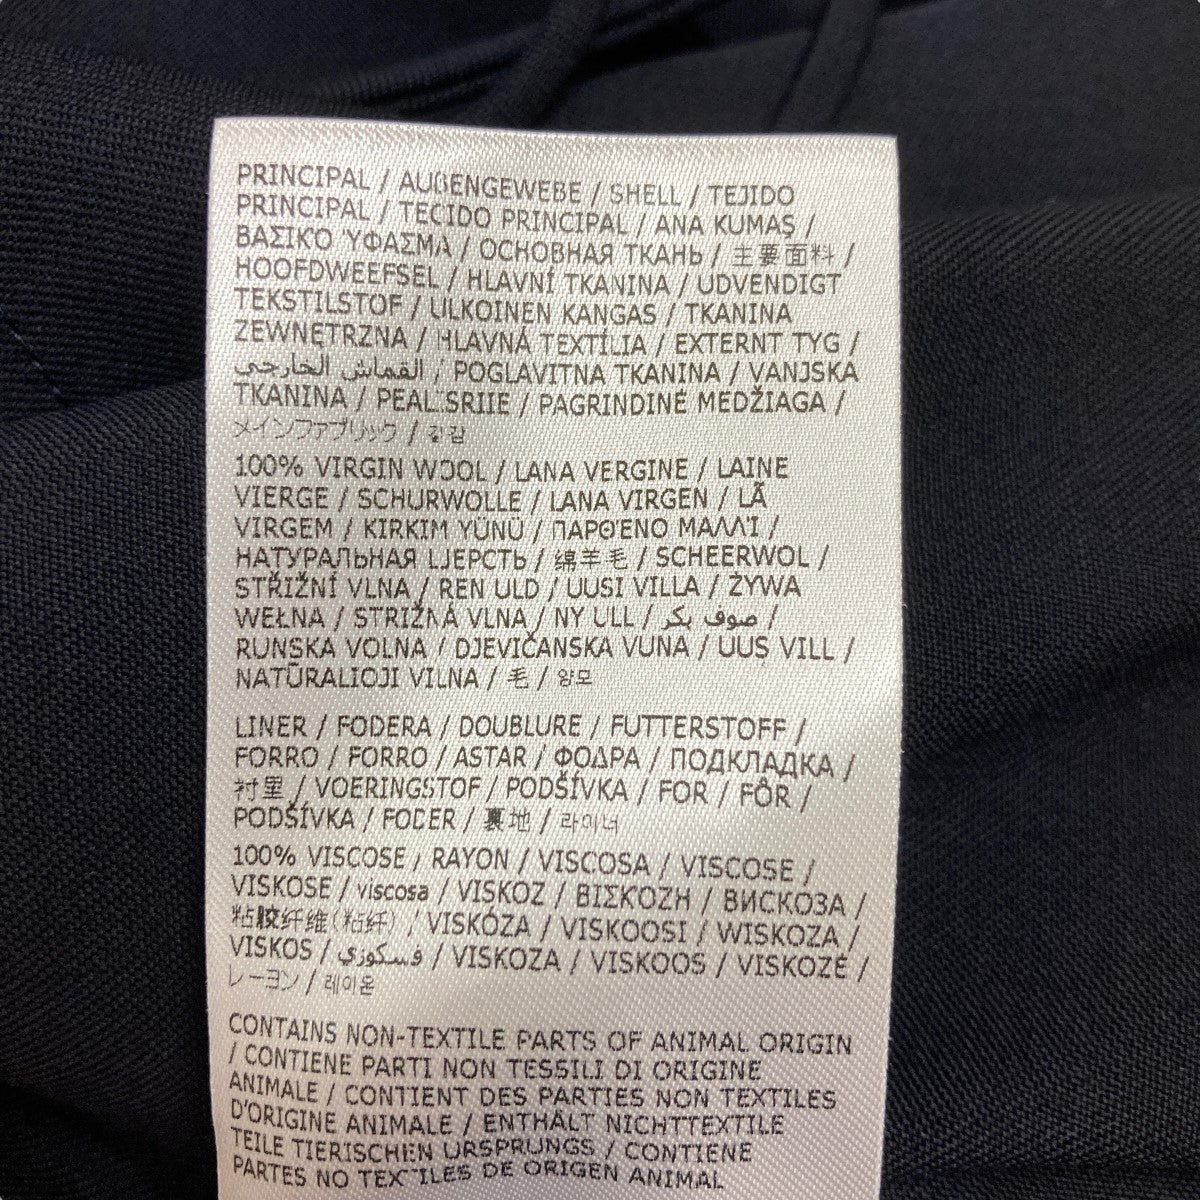 PRINCIPAL / AUßENGEWEBE / SHELL / TEJIDO
PRINCIPAL / TECIDO PRINCIPAL / ANA KUMAŞ /
ΒΑΣΙΚΌ ΎΦΑΣΜΑ / ОСНОВНАЯ ТКАНЬ / 主要面料 /
HOOFDWEEFSEL / HLAVNÍ TKANINA / UDVENDIGT
TEKSTILSTOF / ULKOINEN KANGAS / TKANINA
ZEWNĘTRZNA / HLAVNÁ TEXTÍLIA / EXTERNT TYG /
القماش الخارجي / POGLAVITNA TKANINA / VANJSKA
TKANINA / PEALISRIIE / PAGRINDINĖ MEDŽIAGA /
メインファブリック / 겉감
100% VIRGIN WOOL / LANA VERGINE / LAINE
VIERGE / SCHURWOLLE / LANA VIRGEN / LÃ
VIRGEM / KIRKIM YÜNÜ / ΠΑΡΘΈΝΟ ΜΑΛΛΊ /
НАТУРАЛЬНАЯ ШЕРСТЬ / 绵羊毛 / SCHEERWOL /
STŘIŽNÍ VLNA / REN ULD / UUSI VILLA / ŻYWA
WEŁNA / STRIŽNÁ VLNA / NY ULL / صوف بكر /
RUNSKA VOLNA / DJEVIČANSKA VUNA / UUS VILL /
NATŪRALIOJI VILNA / 毛 / 양모
LINER / FODERA / DOUBLURE / FUTTERSTOFF /
FORRO / FORRO / ASTAR / ΦΟΔΡΑ / ПОДКЛАДКА /
衬里 / VOERINGSTOF / PODŠÍVKA / FOR / FÔR /
PODŠÍVKA / FODER / 裏地 / 라이너
100% VISCOSE / RAYON / VISCOSA / VISCOSE /
VISKOSE / viscosa / VISKOZ / ΒΙΣΚΟΖΗ / ВИСКОЗА /
粘胶纤维(粘纤) / VISKÓZA / VISKOOSI / WISKOZA /
VISKOS / فسكوزي / VISKOZA / VISKOOS / VISKOZĖ /
レーヨン / 레이온
CONTAINS NON-TEXTILE PARTS OF ANIMAL ORIGIN
/ CONTIENE PARTI NON TESSILI DI ORIGINE
ANIMALE / CONTIENT DES PARTIES NON TEXTILES
D'ORIGINE ANIMALE / ENTHÄLT NICHTTEXTILE
TEILE TIERISCHEN URSPRUNGS / CONTIENE
PARTES NO TEXTILES DE ORIGEN ANIMAL